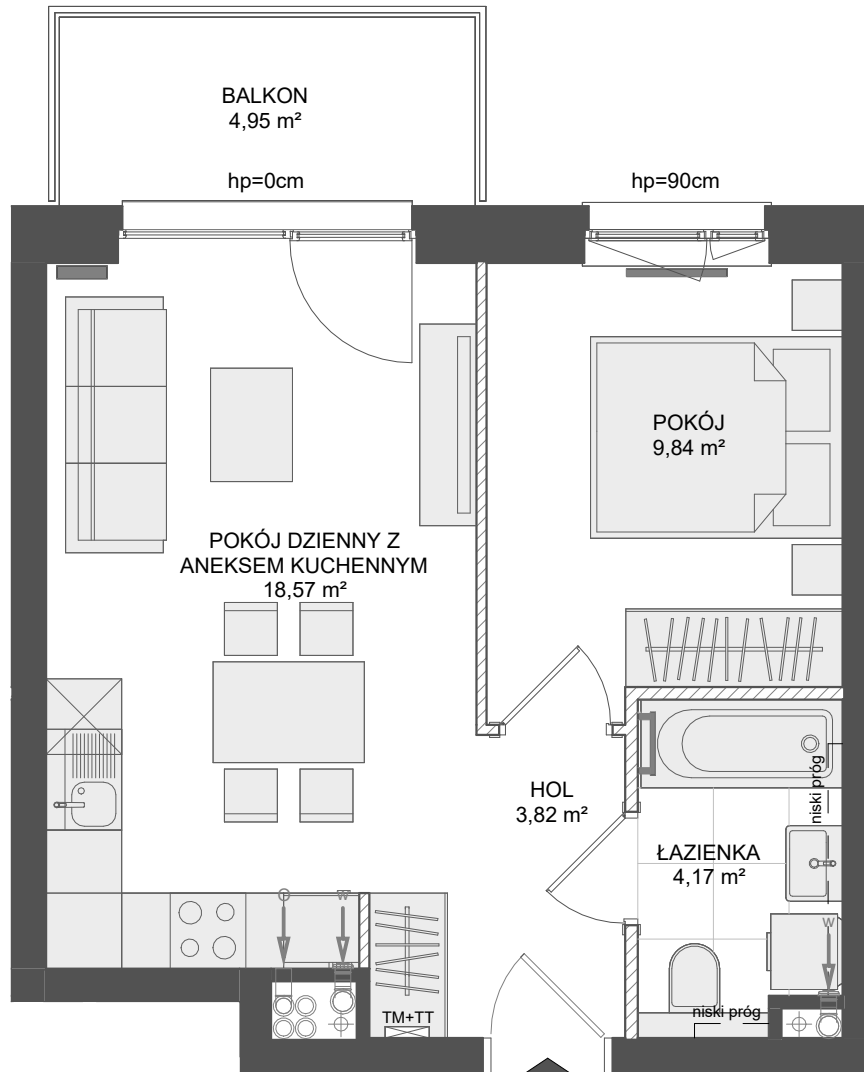 BALKON
4,95 m²
hp=0cm
hp=90cm
POKÓJ
9,84 m²
POKÓJ DZIENNY Z
ANEKSEM KUCHENNYM
18,57 m²
niski próg
HOL
3,82 m²
ŁAZIENKA
4,17 m²
O
W
W
TM+TT
niski próg